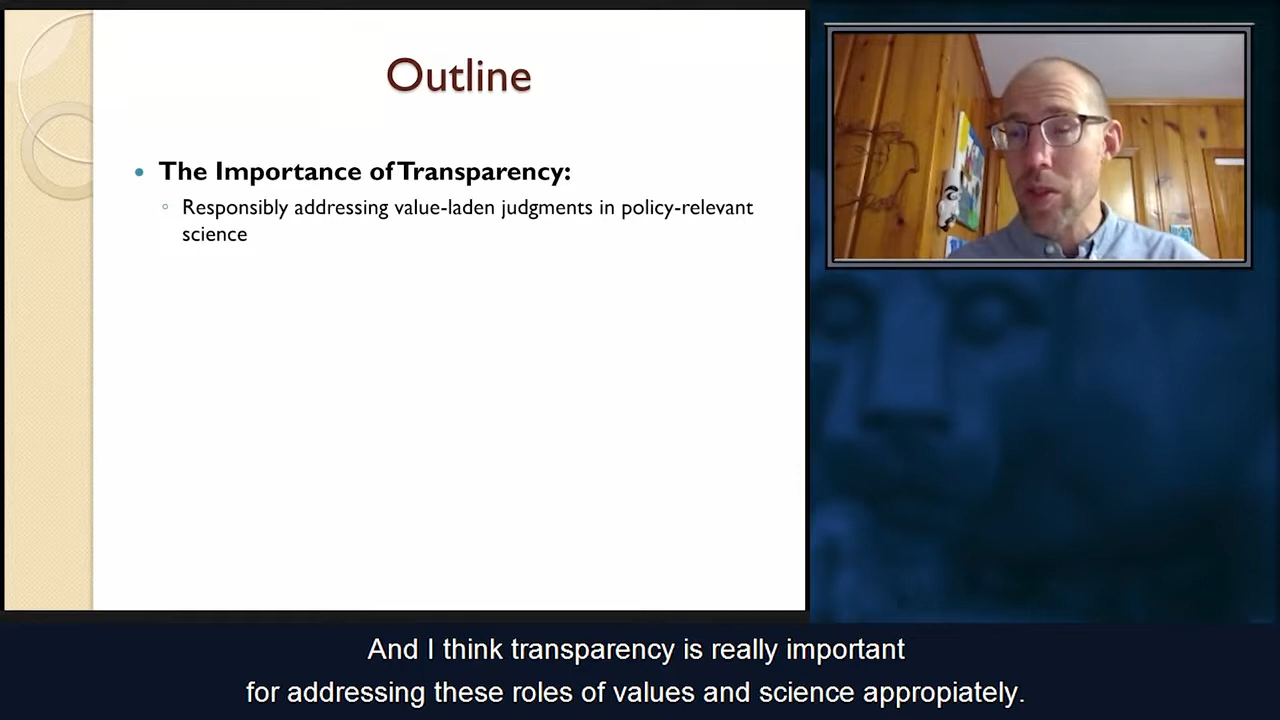 Outline
The Importance of Transparency:
Responsibly addressing value-laden judgments in policy-relevant
science
And I think transparency is really important
for addressing these roles of values and science appropiately.